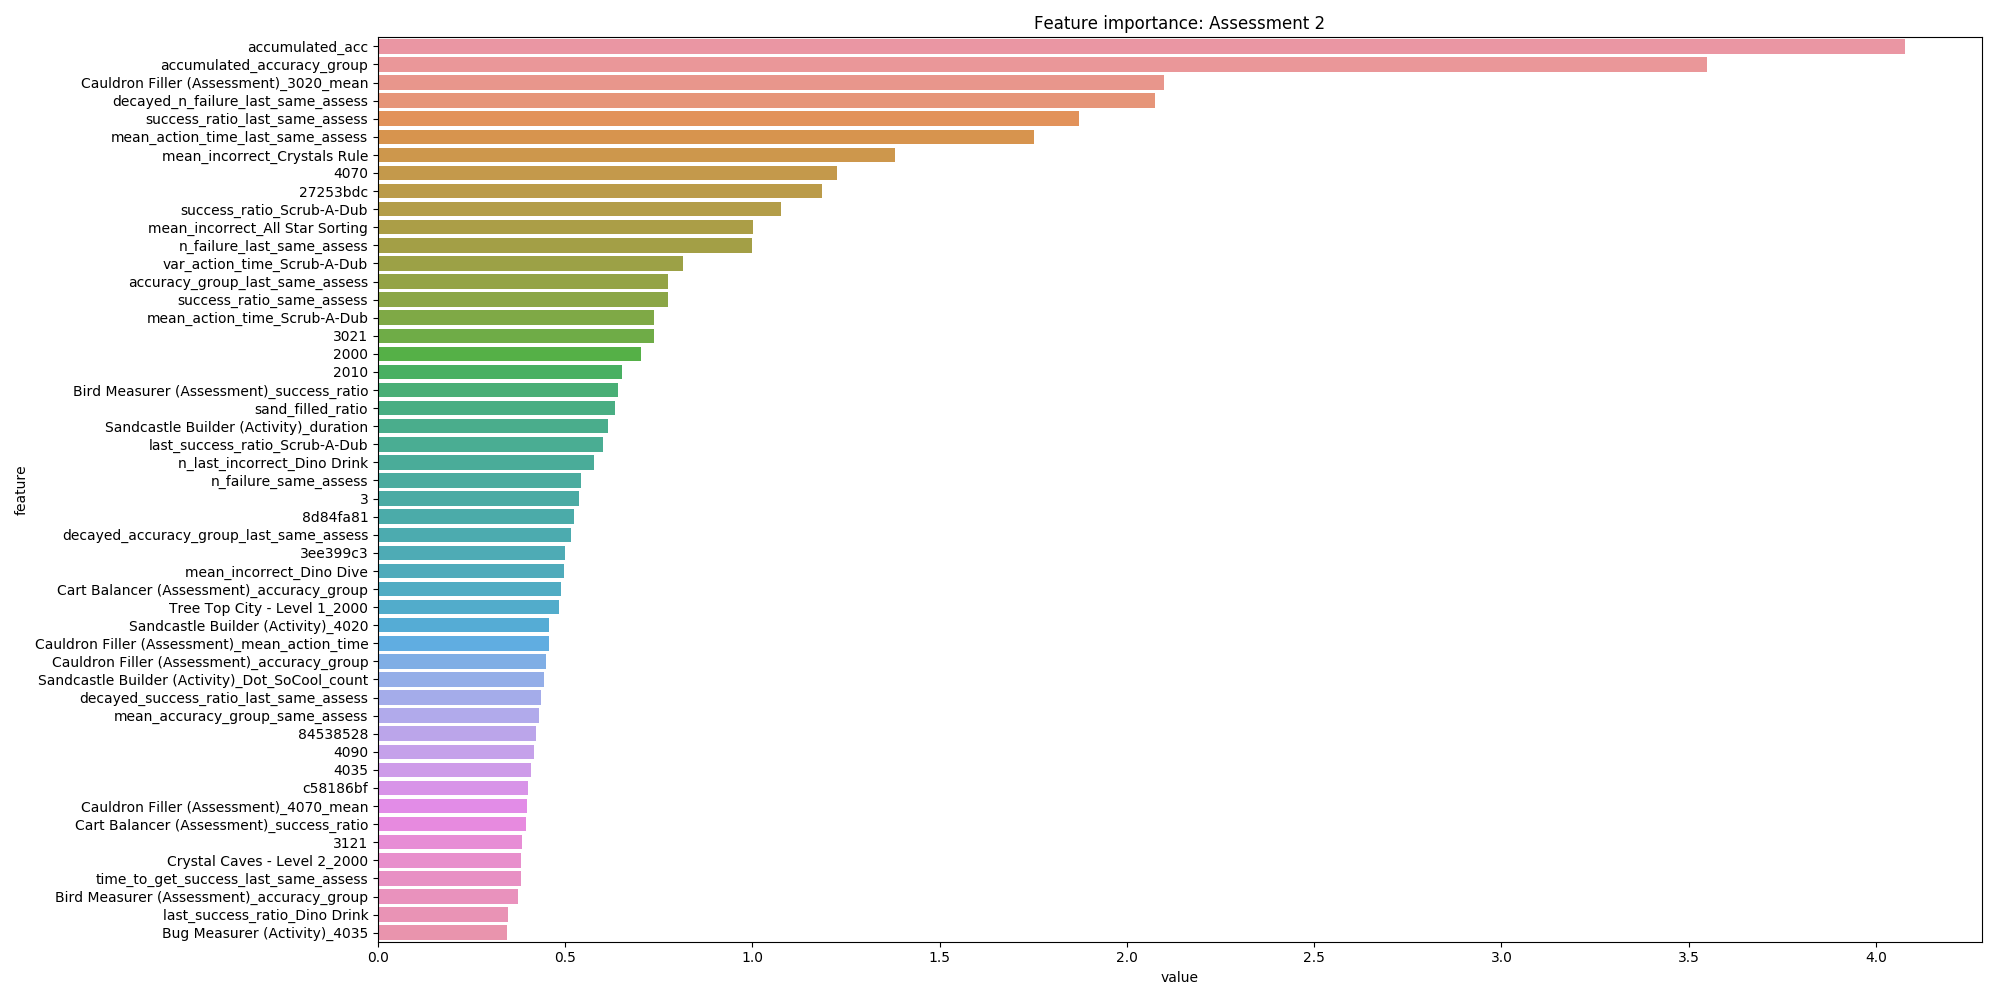 Feature importance: Assessment 2
accumulated_acc
accumulated_accuracy_group
Cauldron Filler (Assessment)_3020_mean
decayed_n_failure_last_same_assess
success_ratio_last_same_assess
mean_action_time_last_same_assess
mean_incorrect_Crystals Rule
4070
27253bdc
success_ratio_Scrub-A-Dub
mean_incorrect_All Star Sorting
n_failure_last_same_assess
var_action_time_Scrub-A-Dub
accuracy_group_last_same_assess
success_ratio_same_assess
mean_action_time_Scrub-A-Dub
3021
2000
2010
Bird Measurer (Assessment)_success_ratio
sand_filled_ratio
Sandcastle Builder (Activity)_duration
last_success_ratio_Scrub-A-Dub
n_last_incorrect_Dino Drink
n_failure_same_assess
3
8d84fa81
decayed_accuracy_group_last_same_assess
3ee399c3
mean_incorrect_Dino Dive
Cart Balancer (Assessment)_accuracy_group
Tree Top City - Level 1_2000
Sandcastle Builder (Activity)_4020
Cauldron Filler (Assessment)_mean_action_time
Cauldron Filler (Assessment)_accuracy_group
Sandcastle Builder (Activity)_Dot_SoCool_count
decayed_success_ratio_last_same_assess
mean_accuracy_group_same_assess
84538528
4090
4035
c58186bf
Cauldron Filler (Assessment)_4070_mean
Cart Balancer (Assessment)_success_ratio
3121
Crystal Caves - Level 2_2000
time_to_get_success_last_same_assess
Bird Measurer (Assessment)_accuracy_group
last_success_ratio_Dino Drink
Bug Measurer (Activity)_4035
feature
0.0 0.5 1.0 1.5 2.0 2.5 3.0 3.5 4.0
value